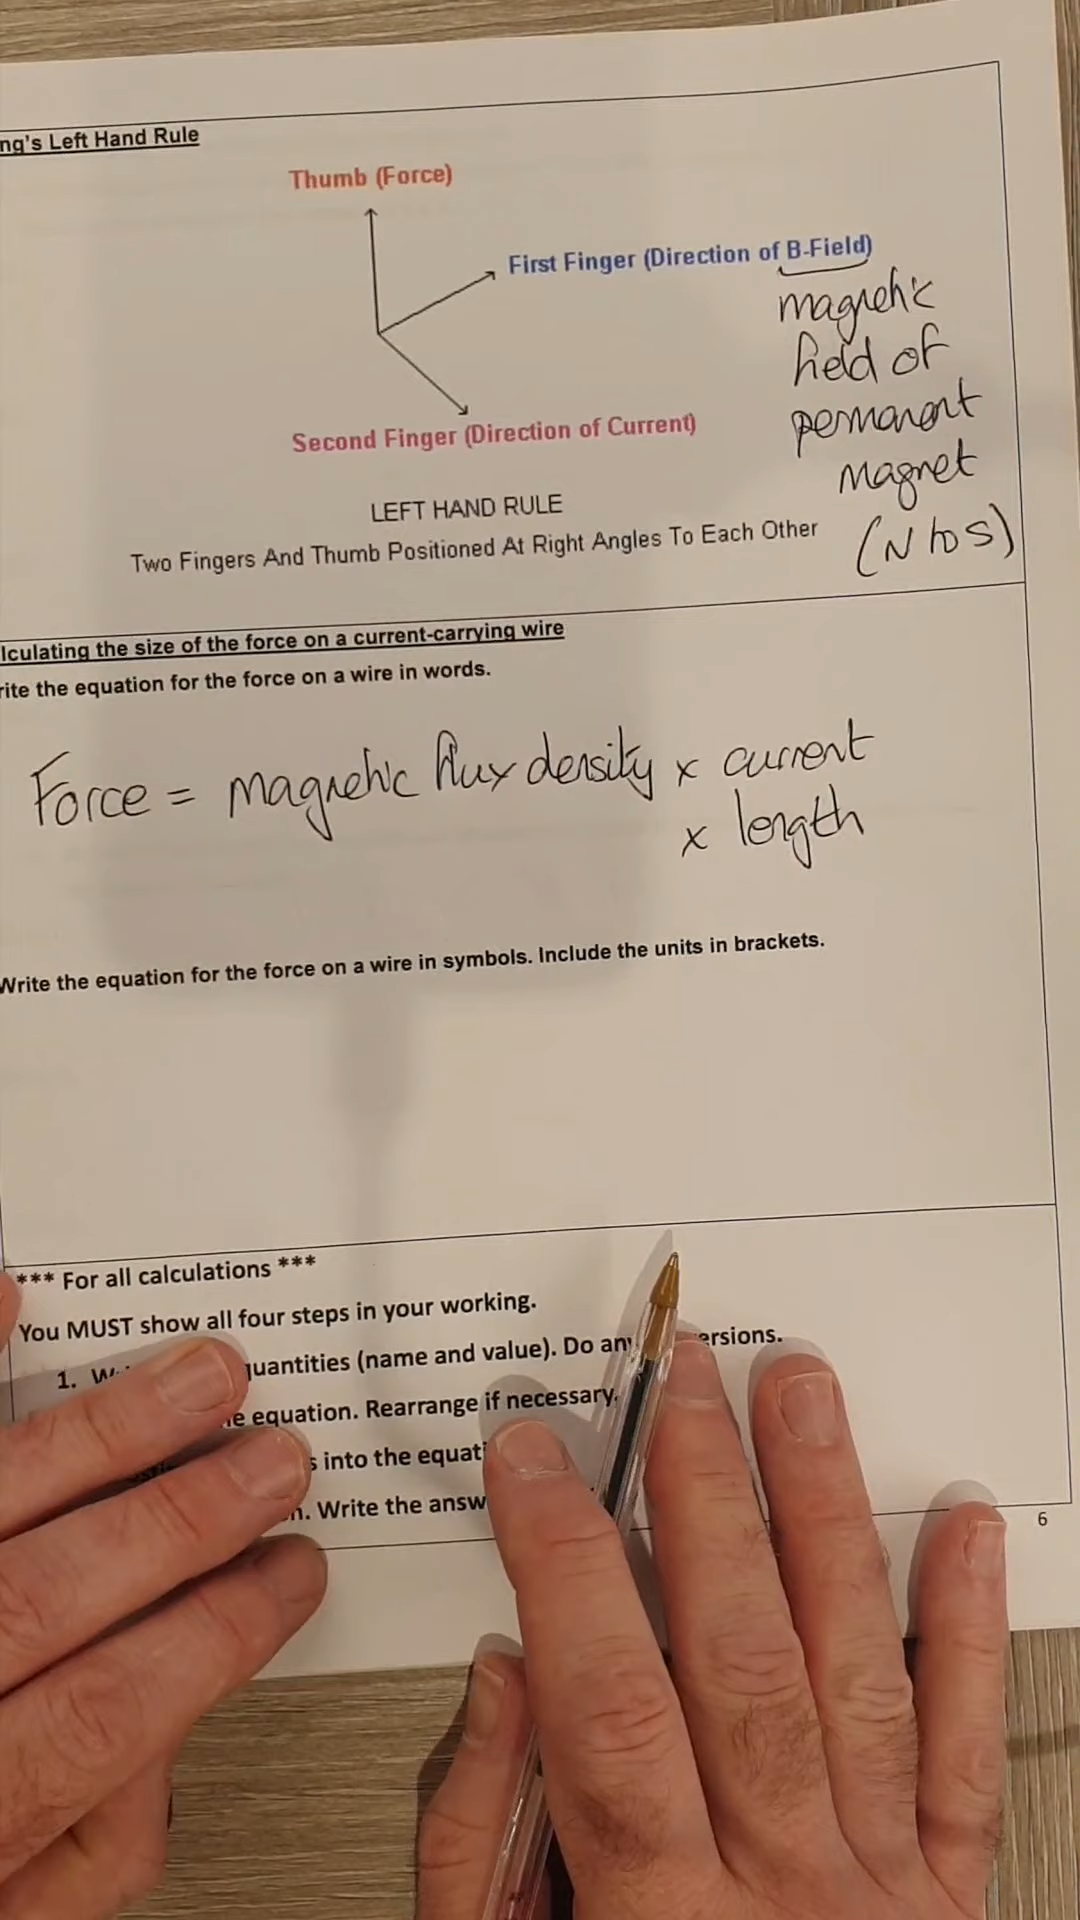 ng's Left Hand Rule
Thumb (Force)
First Finger (Direction of B-Field)
magnetic
field of
permanent
magnet
(N to S)
Second Finger (Direction of Current)
LEFT HAND RULE
Two Fingers And Thumb Positioned At Right Angles To Each Other
lculating the size of the force on a current-carrying wire
rite the equation for the force on a wire in words.
Force = magnetic flux density x current
x length
Write the equation for the force on a wire in symbols. Include the units in brackets.
*** For all calculations ***
You MUST show all four steps in your working.
1. W quantities (name and value). Do an ersions.
e equation. Rearrange if necessary.
s into the equati
n. Write the answ
6